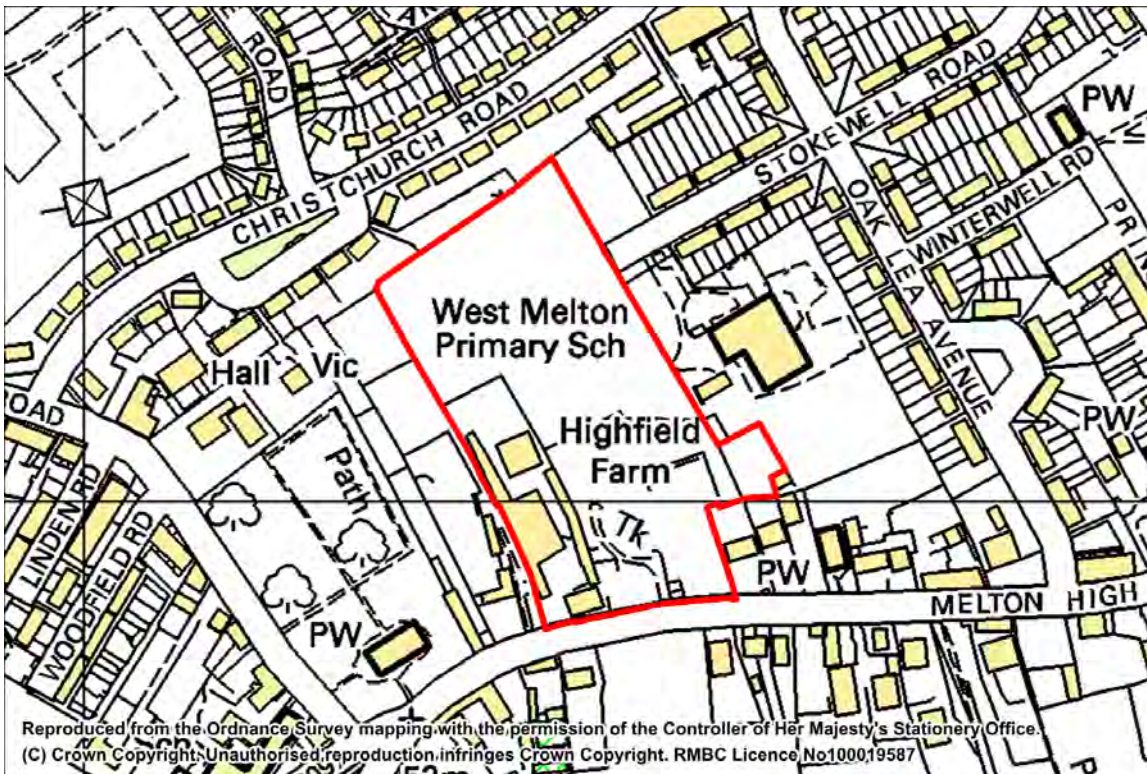 ROAD
CHRISTCHURCH ROAD
STOKEWELL ROAD
PW
OAK LEA AVENUE
WINTERWELL RD
PR
West Melton
Primary Sch
Hall
Vic
Highfield
Farm
PW
ROAD
LINDEN RD
WOODFIELD RD
Path
Tk
PW
PW
MELTON HIGH
Reproduced from the Ordnance Survey mapping with the permission of the Controller of Her Majesty's Stationery Office.
(C) Crown Copyright. Unauthorised reproduction infringes Crown Copyright. RMBC Licence No100019587